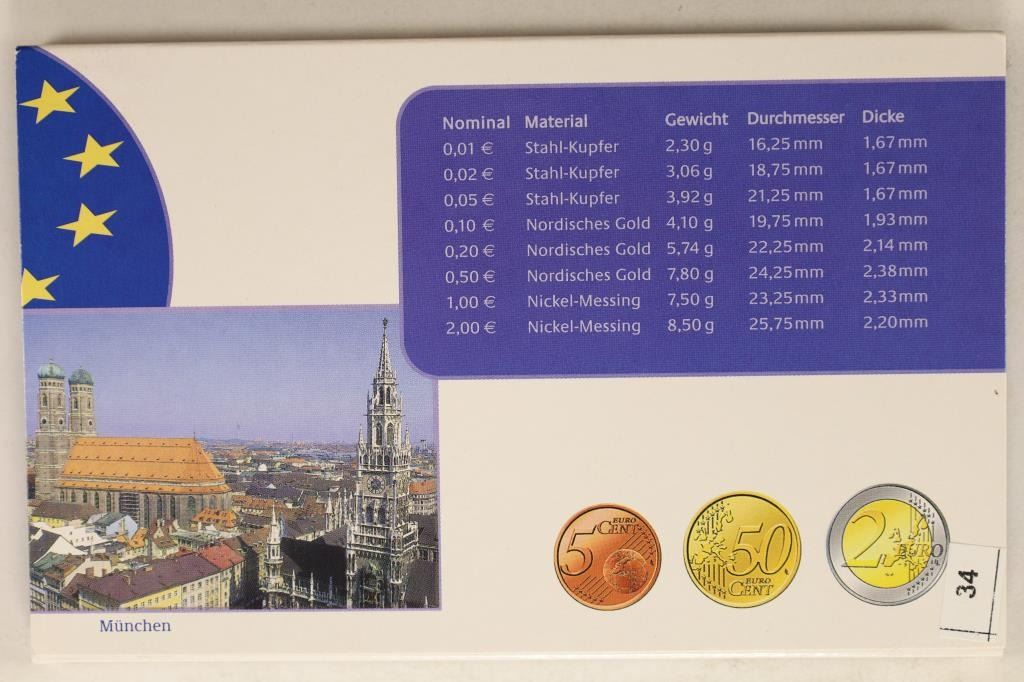 Nominal Material Gewicht Durchmesser Dicke
0,01 € Stahl-Kupfer 2,30 g 16,25 mm 1,67 mm
0,02 € Stahl-Kupfer 3,06 g 18,75 mm 1,67 mm
0,05 € Stahl-Kupfer 3,92 g 21,25 mm 1,67 mm
0,10 € Nordisches Gold 4,10 g 19,75 mm 1,93 mm
0,20 € Nordisches Gold 5,74 g 22,25 mm 2,14 mm
0,50 € Nordisches Gold 7,80 g 24,25 mm 2,38 mm
1,00 € Nickel-Messing 7,50 g 23,25 mm 2,33 mm
2,00 € Nickel-Messing 8,50 g 25,75 mm 2,20 mm
München
5 EURO CENT
50 EURO CENT
2 EURO
34